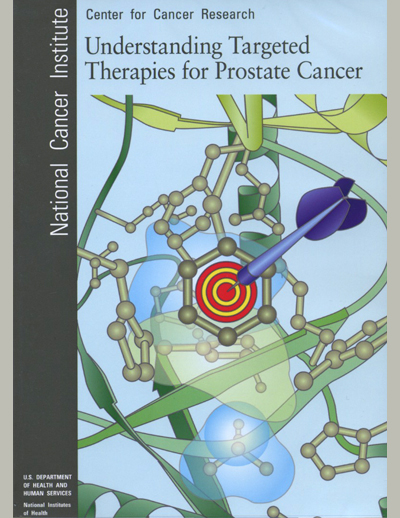 National Cancer Institute
Center for Cancer Research
Understanding Targeted
Therapies for Prostate Cancer
U.S. DEPARTMENT
OF HEALTH AND
HUMAN SERVICES
National Institutes
of Health